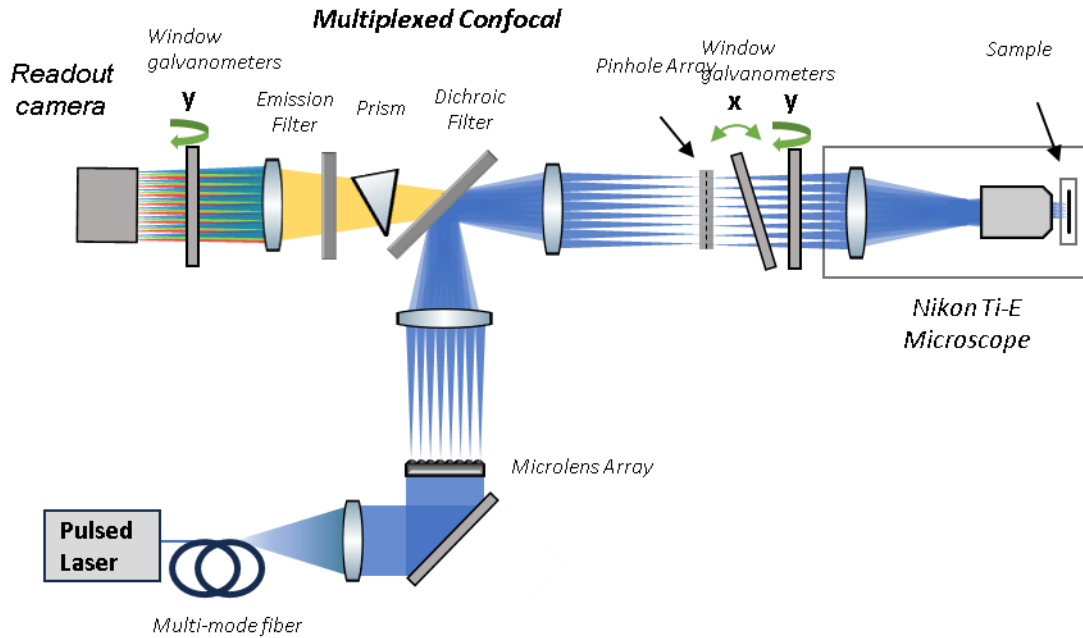 Multiplexed Confocal
Window
galvanometers
Readout
camera
y
Emission
Filter
Prism
Dichroic
Filter
Pinhole Array
Window
galvanometers
x
y
Sample
Nikon Ti-E
Microscope
Microlens Array
Pulsed
Laser
Multi-mode fiber